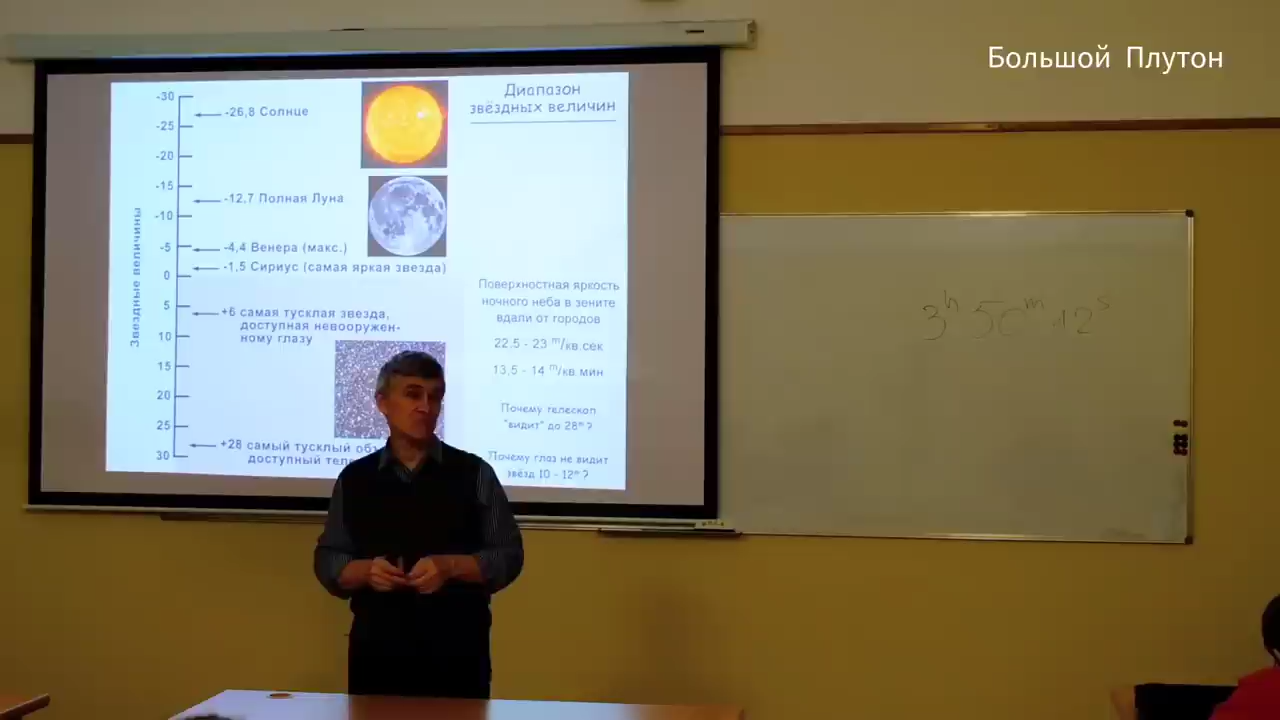 Большой Плутон
Диапазон
звёздных величин
Звездные величины
-30
-25
-20
-15
-10
-5
0
5
10
15
20
25
30
-26,8 Солнце
-12,7 Полная Луна
-4,4 Венера (макс.)
-1,5 Сириус (самая яркая звезда)
+6 самая тусклая звезда,
доступная невооружен-
ному глазу
+28 самый тусклый
доступный
Поверхностная яркость
ночного неба в зените
вдали от городов
22.5 - 23 ᵐ/кв.сек
13,5 - 14 ᵐ/кв.мин
Почему телескоп
"видит" до 28ᵐ?
Почему глаз не видит
звёзд 10 - 12ᵐ?
3ʰ 50ᵐ 12ˢ